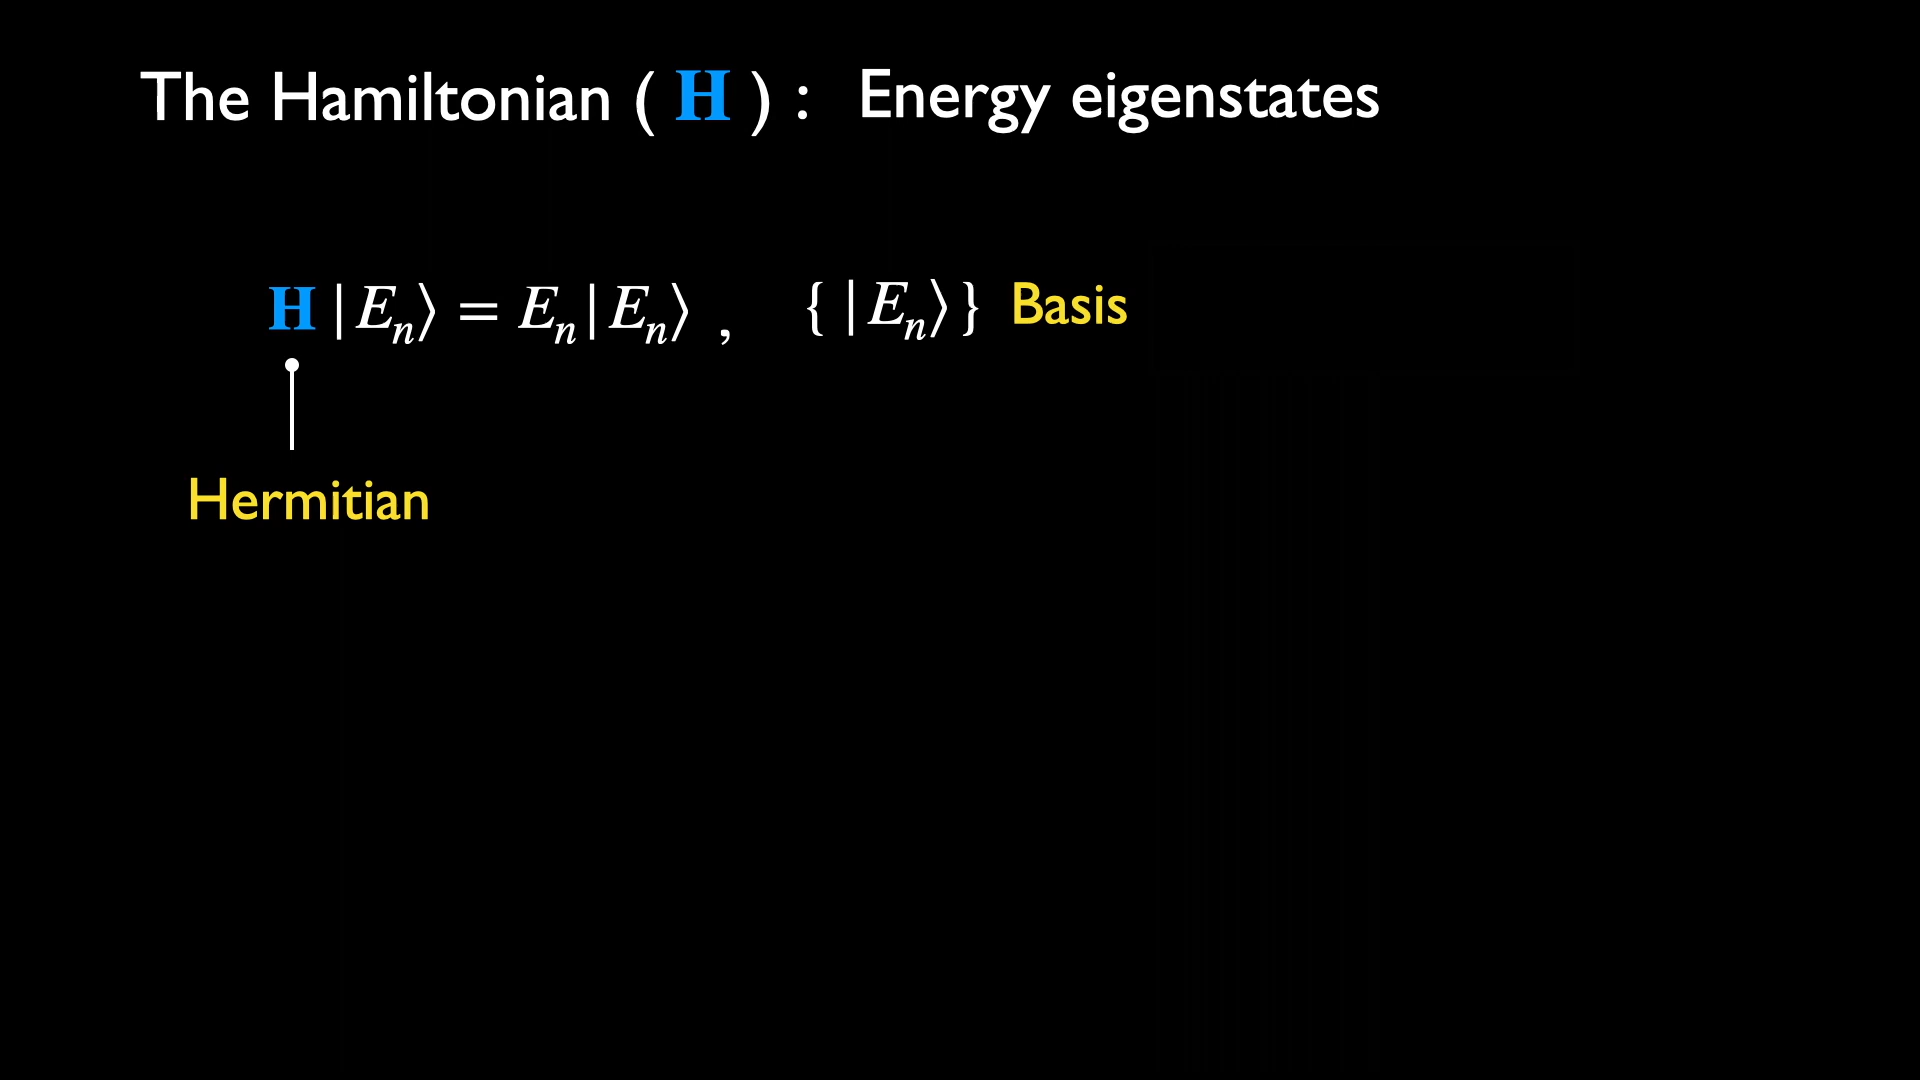 The Hamiltonian ( H ) : Energy eigenstates
H |Eₙ⟩ = Eₙ|Eₙ⟩ , { |Eₙ⟩ } Basis
Hermitian